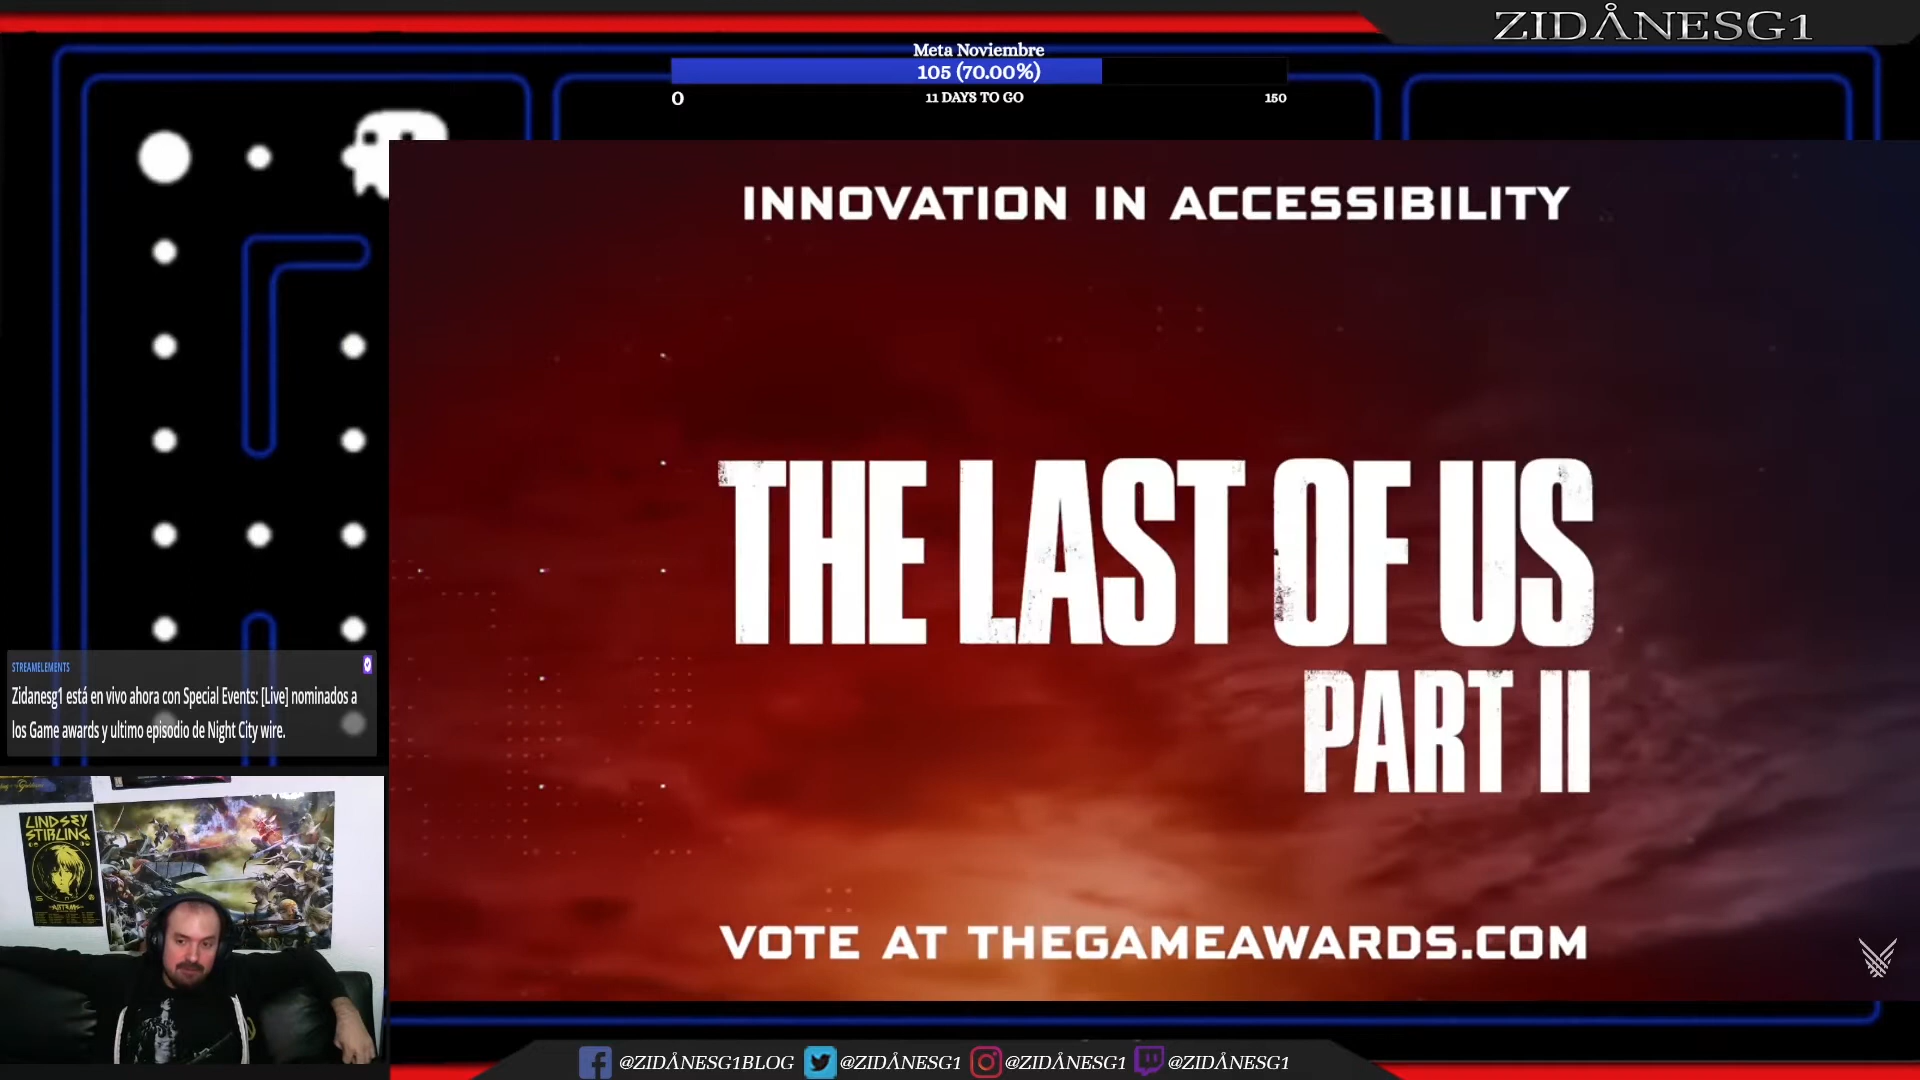 ZIDÅNESG1
Meta Noviembre
105 (70.00%)
0
11 DAYS TO GO
150
INNOVATION IN ACCESSIBILITY
THE LAST OF US
PART II
VOTE AT THEGAMEAWARDS.COM
STREAMELEMENTS
Zidanesg1 está en vivo ahora con Special Events: [Live] nominados a
los Game awards y ultimo episodio de Night City wire.
LINDSEY
STIRLING
ARTEMIS
@ZIDÅNESG1BLOG
@ZIDÅNESG1
@ZIDÅNESG1
@ZIDÅNESG1